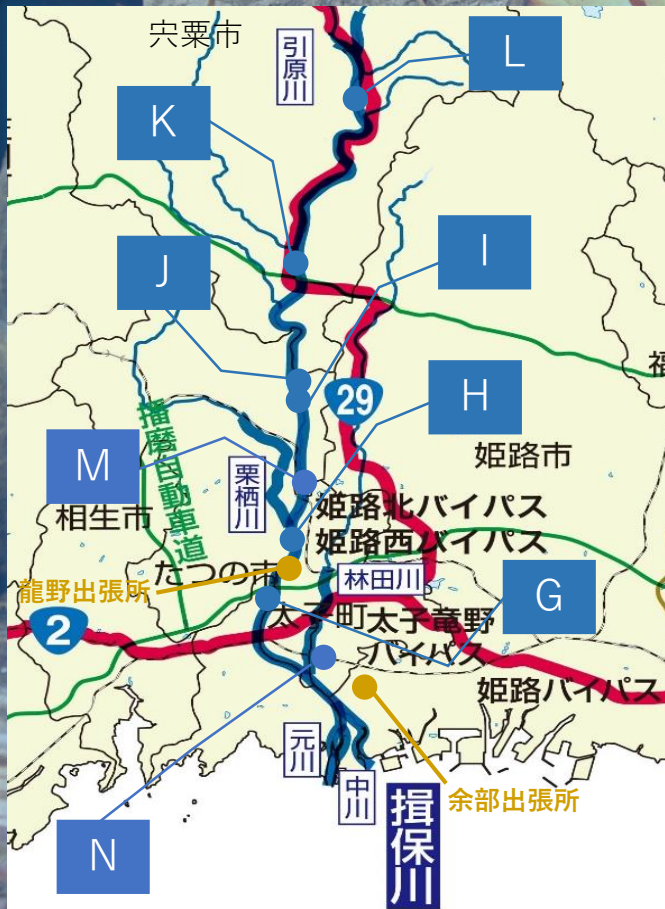 宍粟市
引原川
L
K
I
J
29
H
播磨自動車道
M
栗栖川
姫路市
相生市
姫路北バイパス
姫路西バイパス
たつの市
龍野出張所
林田川
G
2
太子町
太子竜野
バイパス
姫路バイパス
元川
中川
余部出張所
揖保川
N